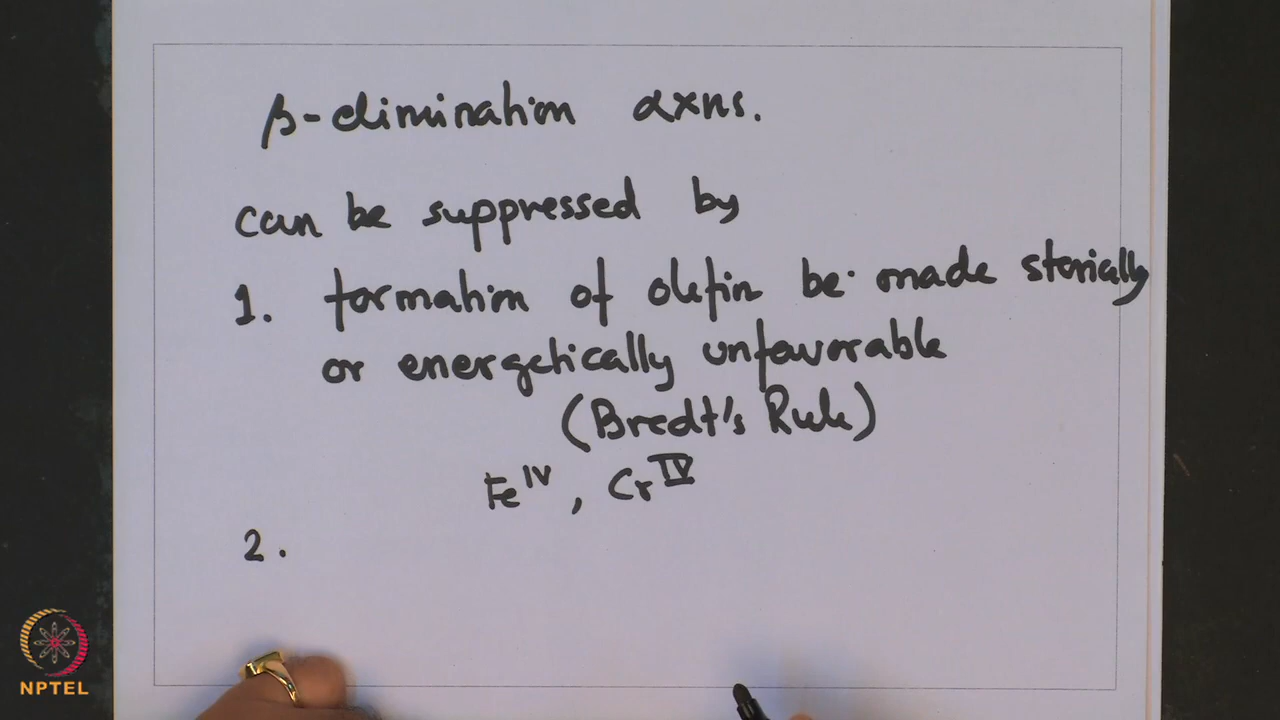 β-elimination rxns.
can be suppressed by
1. formation of olefin be made sterically
or energetically unfavorable
(Bredt's Rule)
Fe^IV, Cr^IV
2.
NPTEL